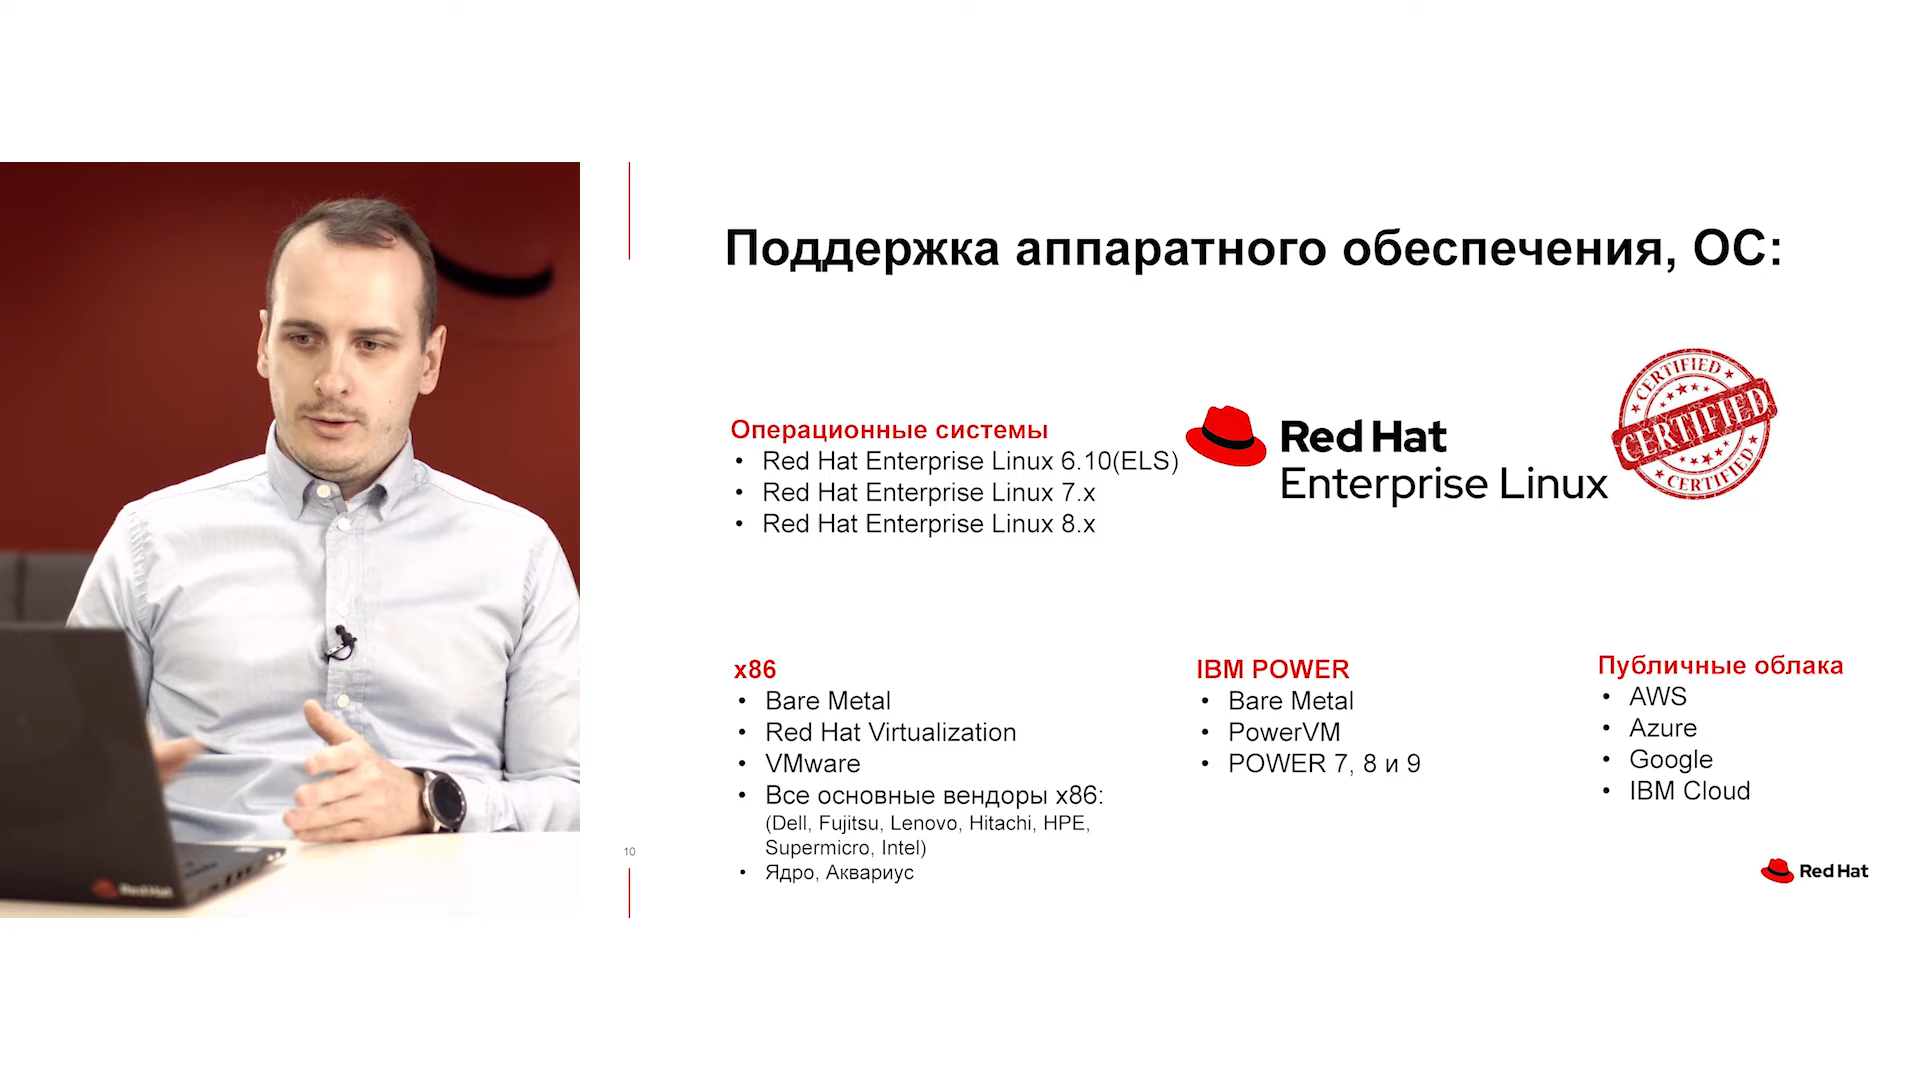 Поддержка аппаратного обеспечения, ОС:
Операционные системы
• Red Hat Enterprise Linux 6.10(ELS)
• Red Hat Enterprise Linux 7.x
• Red Hat Enterprise Linux 8.x
Red Hat
Enterprise Linux
CERTIFIED
CERTIFIED
CERTIFIED
x86
• Bare Metal
• Red Hat Virtualization
• VMware
• Все основные вендоры x86:
(Dell, Fujitsu, Lenovo, Hitachi, HPE,
Supermicro, Intel)
• Ядро, Аквариус
IBM POWER
• Bare Metal
• PowerVM
• POWER 7, 8 и 9
Публичные облака
• AWS
• Azure
• Google
• IBM Cloud
10
Red Hat
Red Hat